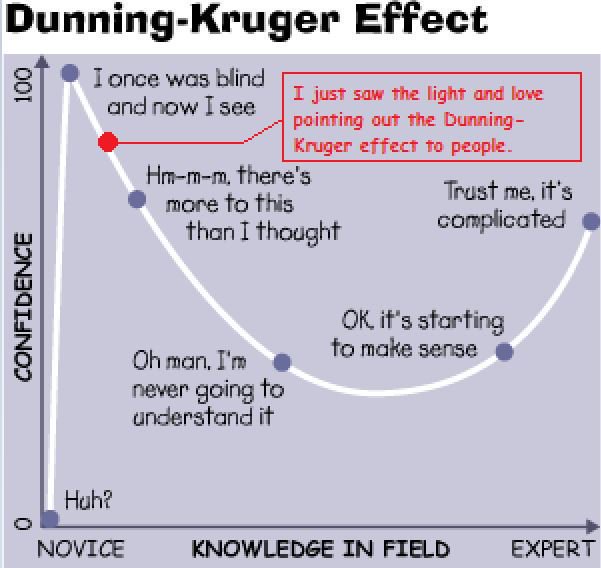 Dunning-Kruger Effect
100
I once was blind
and now I see
I just saw the light and love
pointing out the Dunning-
Kruger effect to people.
Hm-m-m, there's
more to this
than I thought
Trust me, it's
complicated
CONFIDENCE
OK, it's starting
to make sense
Oh man, I'm
never going to
understand it
Huh?
0
NOVICE
KNOWLEDGE IN FIELD
EXPERT